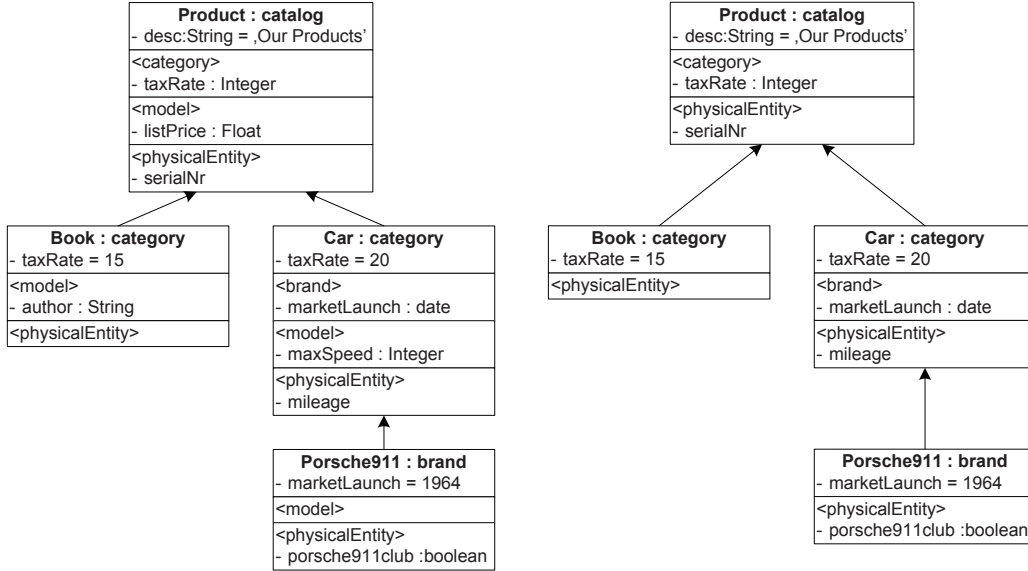 Product : catalog
- desc:String = ‚Our Products’
<category>
- taxRate : Integer
<model>
- listPrice : Float
<physicalEntity>
- serialNr
Book : category
- taxRate = 15
<model>
- author : String
<physicalEntity>
Car : category
- taxRate = 20
<brand>
- marketLaunch : date
<model>
- maxSpeed : Integer
<physicalEntity>
- mileage
Porsche911 : brand
- marketLaunch = 1964
<model>
<physicalEntity>
- porsche911club :boolean
Product : catalog
- desc:String = ‚Our Products’
<category>
- taxRate : Integer
<physicalEntity>
- serialNr
Book : category
- taxRate = 15
<physicalEntity>
Car : category
- taxRate = 20
<brand>
- marketLaunch : date
<physicalEntity>
- mileage
Porsche911 : brand
- marketLaunch = 1964
<physicalEntity>
- porsche911club :boolean